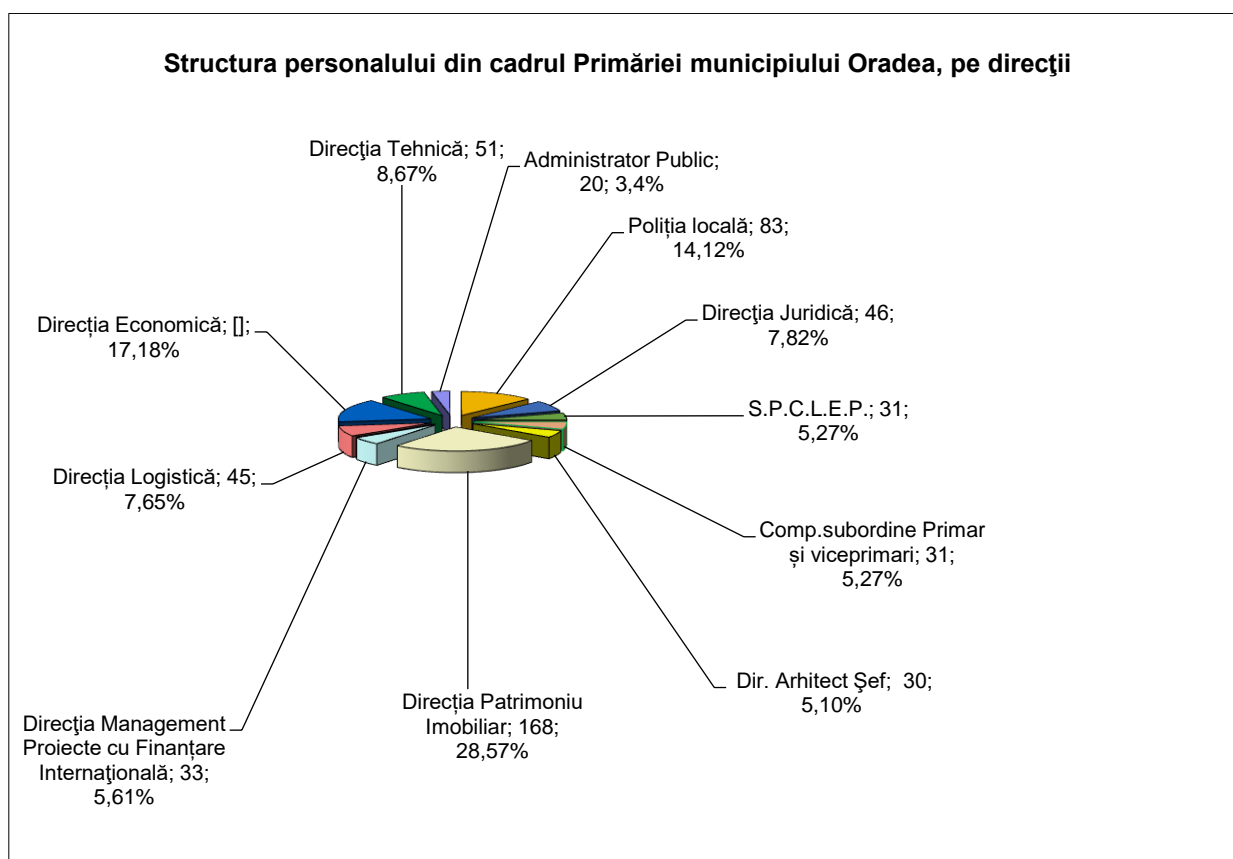 Structura personalului din cadrul Primăriei municipiului Oradea, pe direcţii
Direcţia Tehnică; 51;
8,67%
Administrator Public;
20; 3,4%
Poliția locală; 83;
14,12%
Direcția Economică; [];
17,18%
Direcţia Juridică; 46;
7,82%
S.P.C.L.E.P.; 31;
5,27%
Direcția Logistică; 45;
7,65%
Comp.subordine Primar
și viceprimari; 31;
5,27%
Dir. Arhitect Şef;  30;
5,10%
Direcția Patrimoniu
Imobiliar; 168;
28,57%
Direcţia Management
Proiecte cu Finanțare
Internaţională; 33;
5,61%